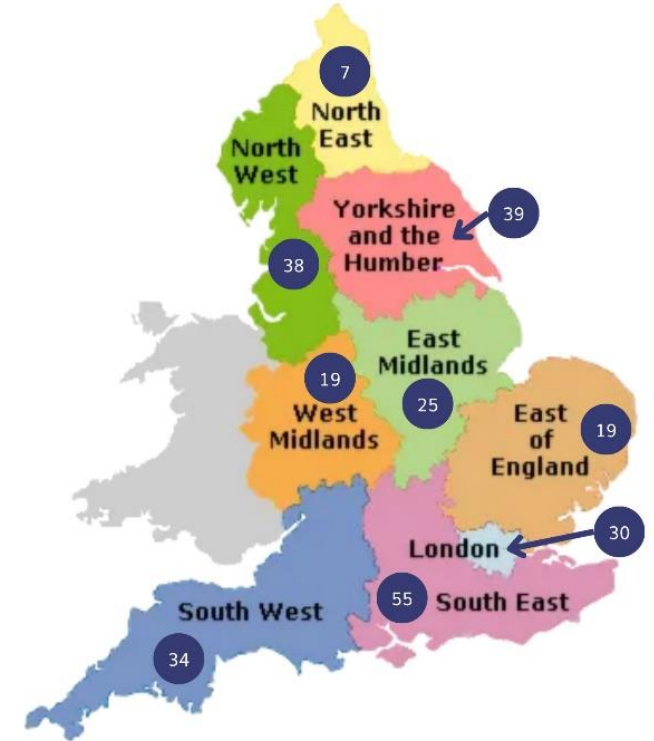 7
North
East
North
West
Yorkshire
and the
Humber
39
38
East
Midlands
25
19
West
Midlands
East
of
England
19
30
London
55
South East
South West
34